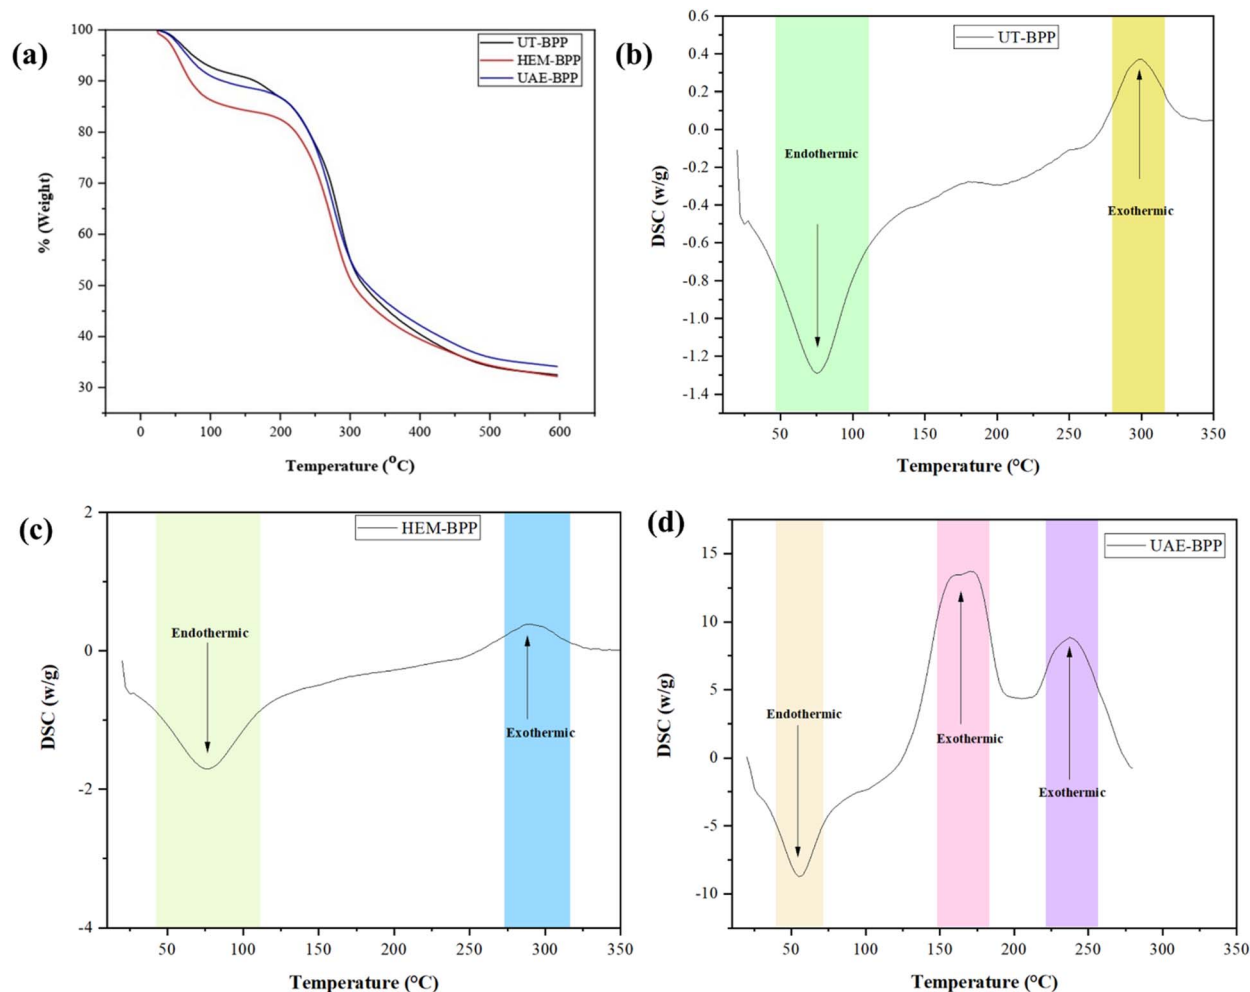 (a)
100
90
80
70
60
50
40
30
% (Weight)
UT-BPP
HEM-BPP
UAE-BPP
0 100 200 300 400 500 600
Temperature (°C)
(b)
0.6
0.4
0.2
0.0
-0.2
-0.4
-0.6
-0.8
-1.0
-1.2
-1.4
DSC (w/g)
UT-BPP
Endothermic
Exothermic
50 100 150 200 250 300 350
Temperature (°C)
(c)
2
0
-2
-4
DSC (w/g)
HEM-BPP
Endothermic
Exothermic
50 100 150 200 250 300 350
Temperature (°C)
(d)
15
10
5
0
-5
-10
DSC (w/g)
UAE-BPP
Endothermic
Exothermic
Exothermic
50 100 150 200 250 300 350
Temperature (°C)